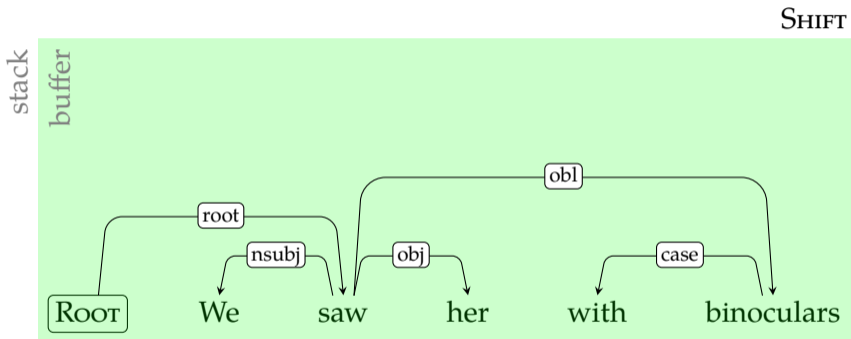 SHIFT
stack
buffer
obl
root
nsubj obj case
ROOT We saw her with binoculars